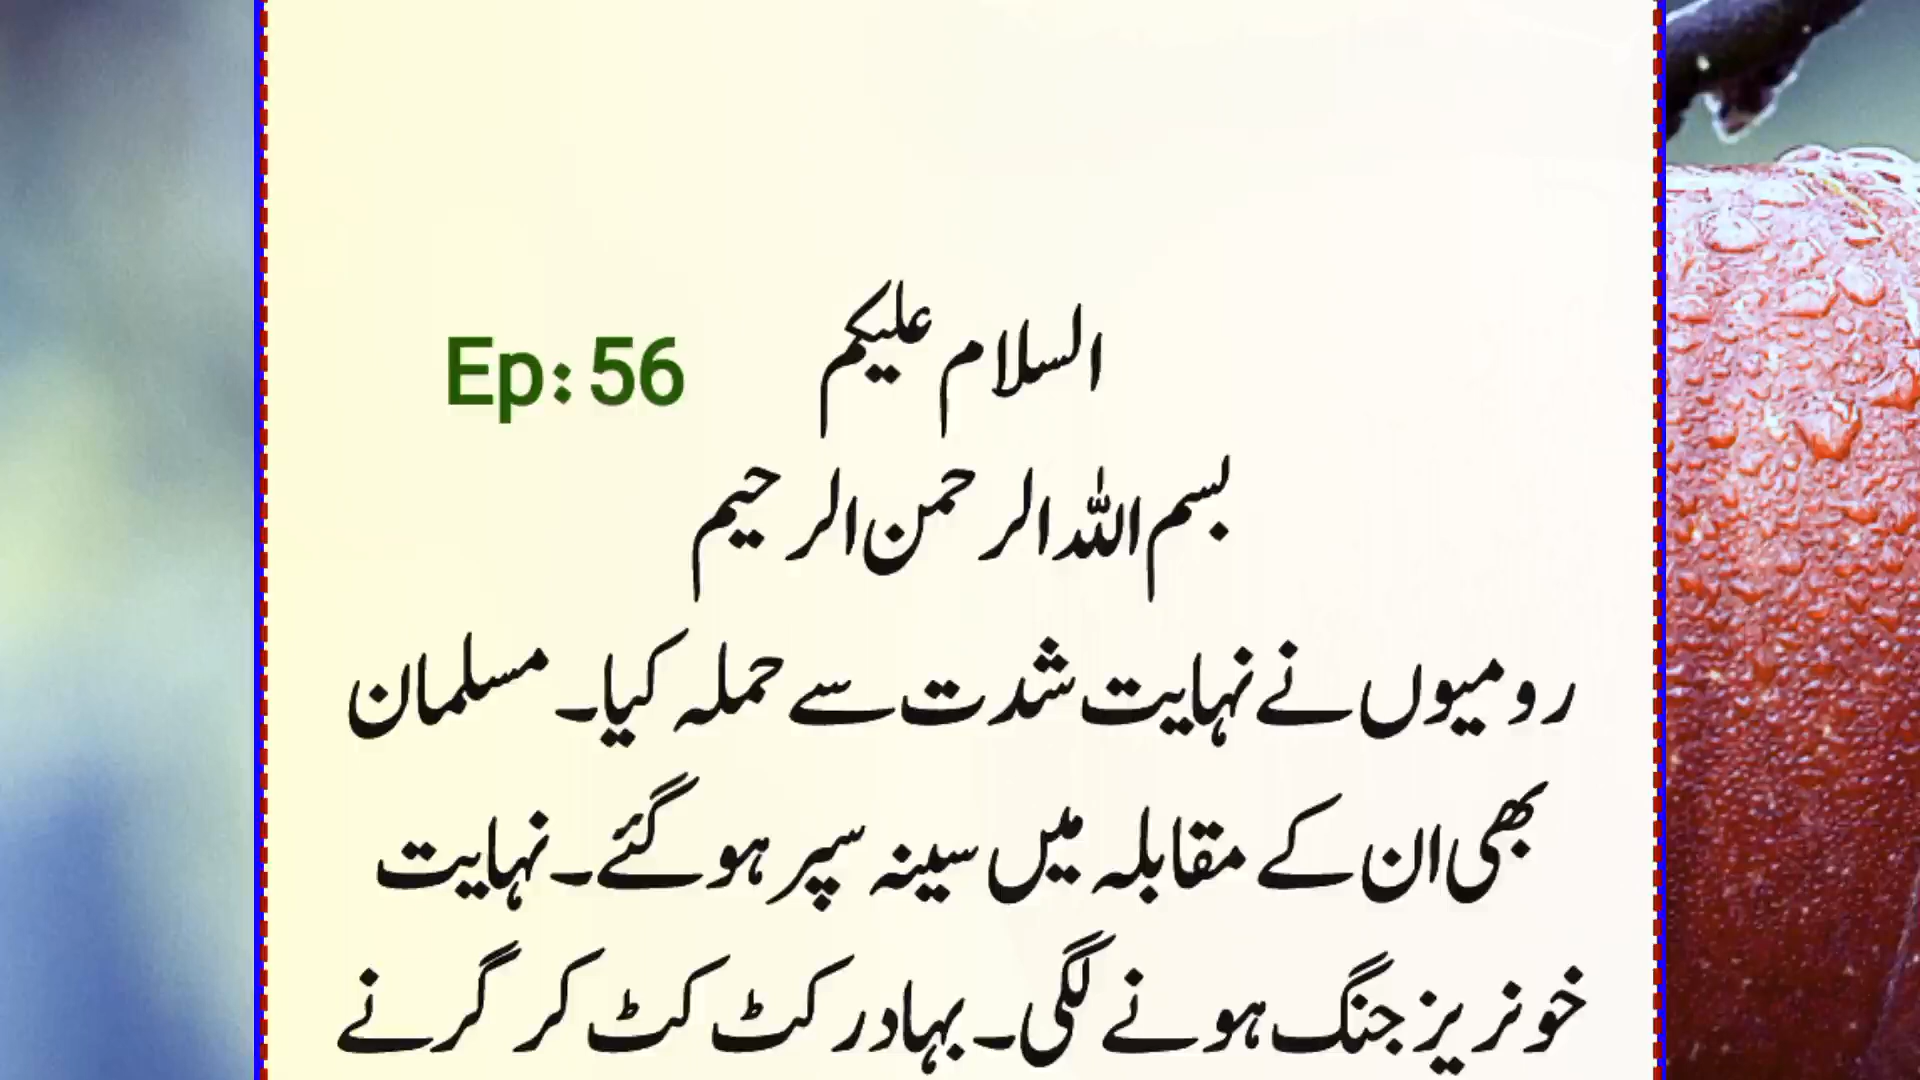 السلام علیکم Ep:56
بسم اللہ الرحمن الرحیم
رومیوں نے نہایت شدت سے حملہ کیا۔ مسلمان
بھی ان کے مقابلہ میں سینہ سپر ہو گئے۔ نہایت
خونریز جنگ ہونے لگی۔ بہادر کٹ کٹ کر گرنے